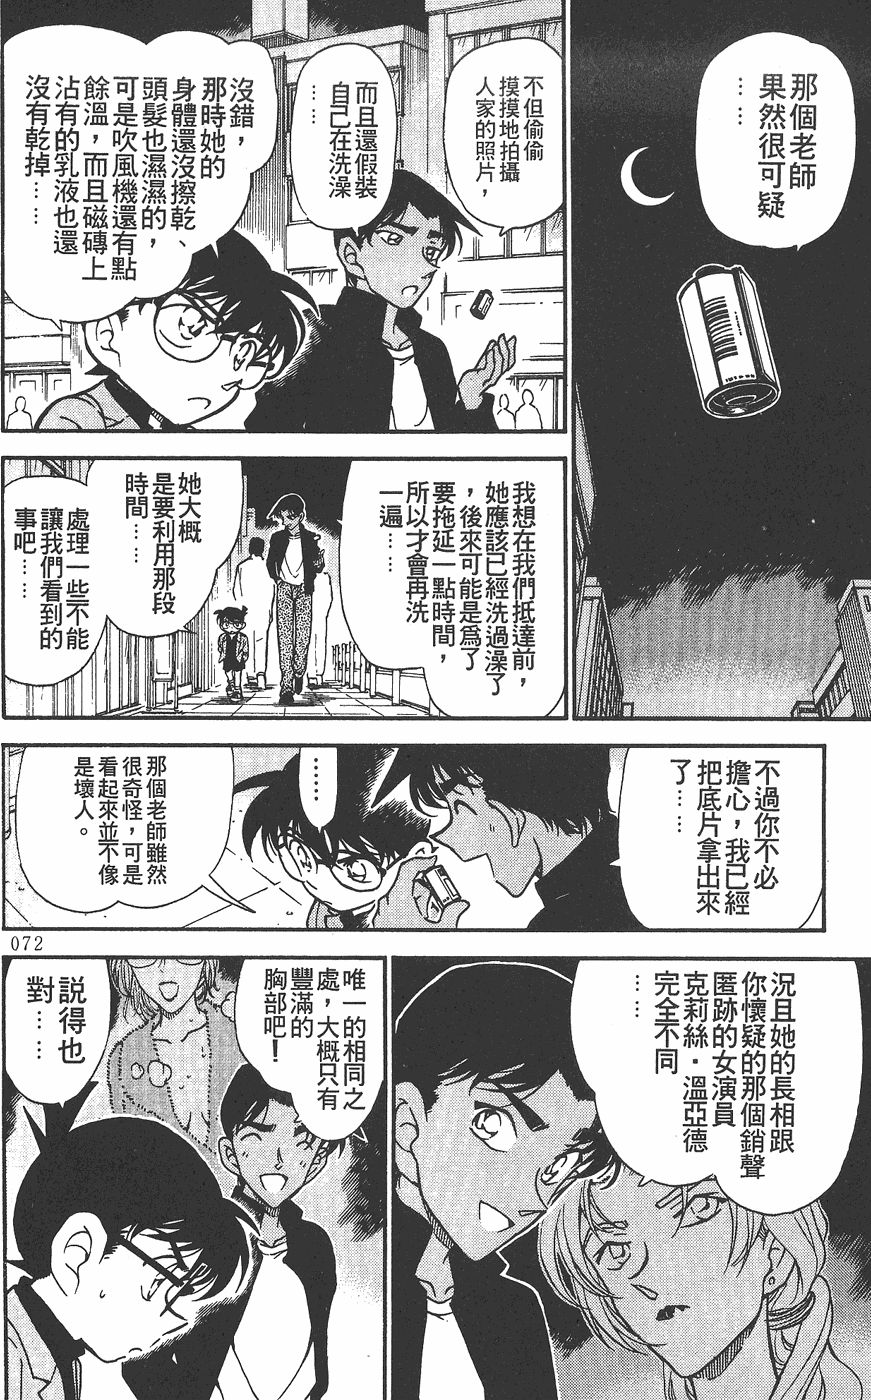 那個老師
果然很可疑
……
不但偷偷
摸摸地拍攝
人家的照片，
而且還假裝
自己在洗澡
……
沒錯，
那時她的
身體還沒擦乾、
頭髮也濕濕的，
可是吹風機還有點
餘溫，而且磁磚上
沾有的乳液也還
沒有乾掉……
我想在我們抵達前，
她應該已經洗過澡了
，後來可能是爲了
要拖延一點時間，
所以才會再洗
一遍……
她大概
是要利用那段
時間……
處理一些不能
讓我們看到的
事吧……
不過你不必
擔心，我已經
把底片拿出來
了……
……
那個老師雖然
很奇怪，可是
看起來並不像
是壞人。
072
況且她的長相跟
你懷疑的那個銷聲
匿跡的女演員
克莉絲·溫亞德
完全不同
唯一的相同之
處，大概只有
豐滿的
胸部吧！
説得也
對……